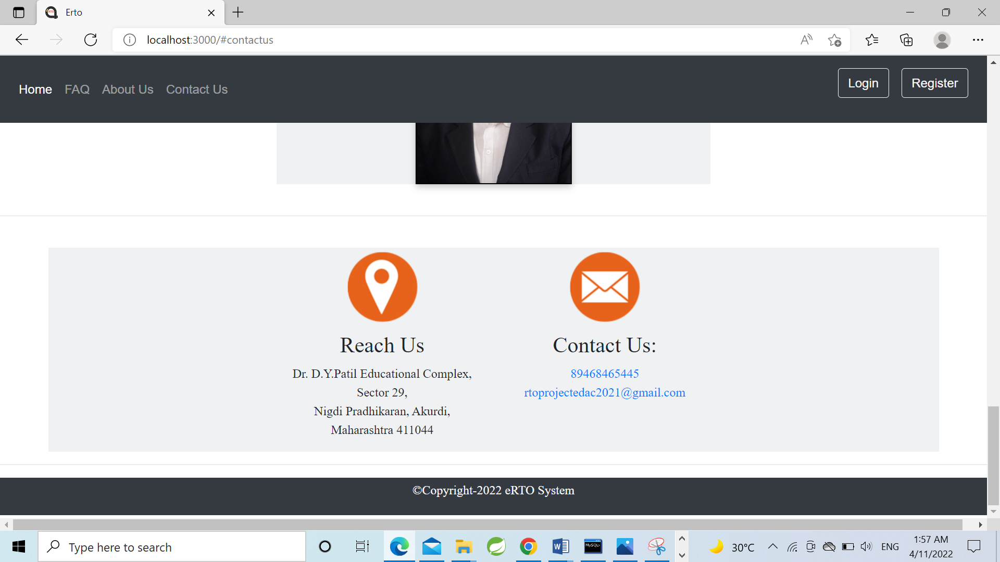 Erto
localhost:3000/#contactus
Home FAQ About Us Contact Us
Login Register
Reach Us
Dr. D.Y.Patil Educational Complex,
Sector 29,
Nigdi Pradhikaran, Akurdi,
Maharashtra 411044
Contact Us:
89468465445
rtoprojectedac2021@gmail.com
©Copyright-2022 eRTO System
Type here to search
MySQL
30°C
ENG
1:57 AM
4/11/2022